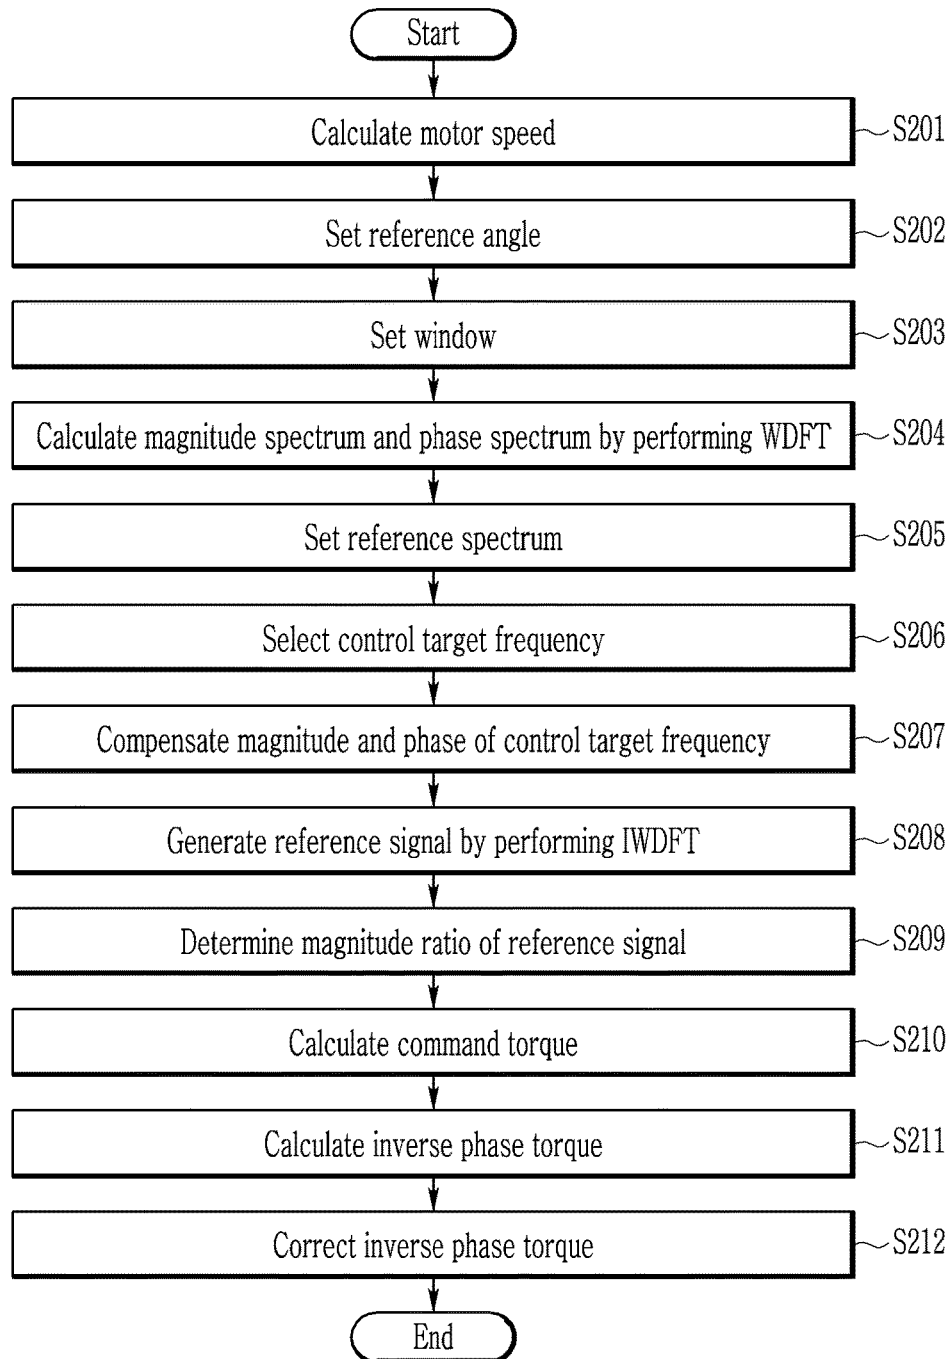 Start
Calculate motor speed
S201
Set reference angle
S202
Set window
S203
Calculate magnitude spectrum and phase spectrum by performing WDFT
S204
Set reference spectrum
S205
Select control target frequency
S206
Compensate magnitude and phase of control target frequency
S207
Generate reference signal by performing IWDFT
S208
Determine magnitude ratio of reference signal
S209
Calculate command torque
S210
Calculate inverse phase torque
S211
Correct inverse phase torque
S212
End